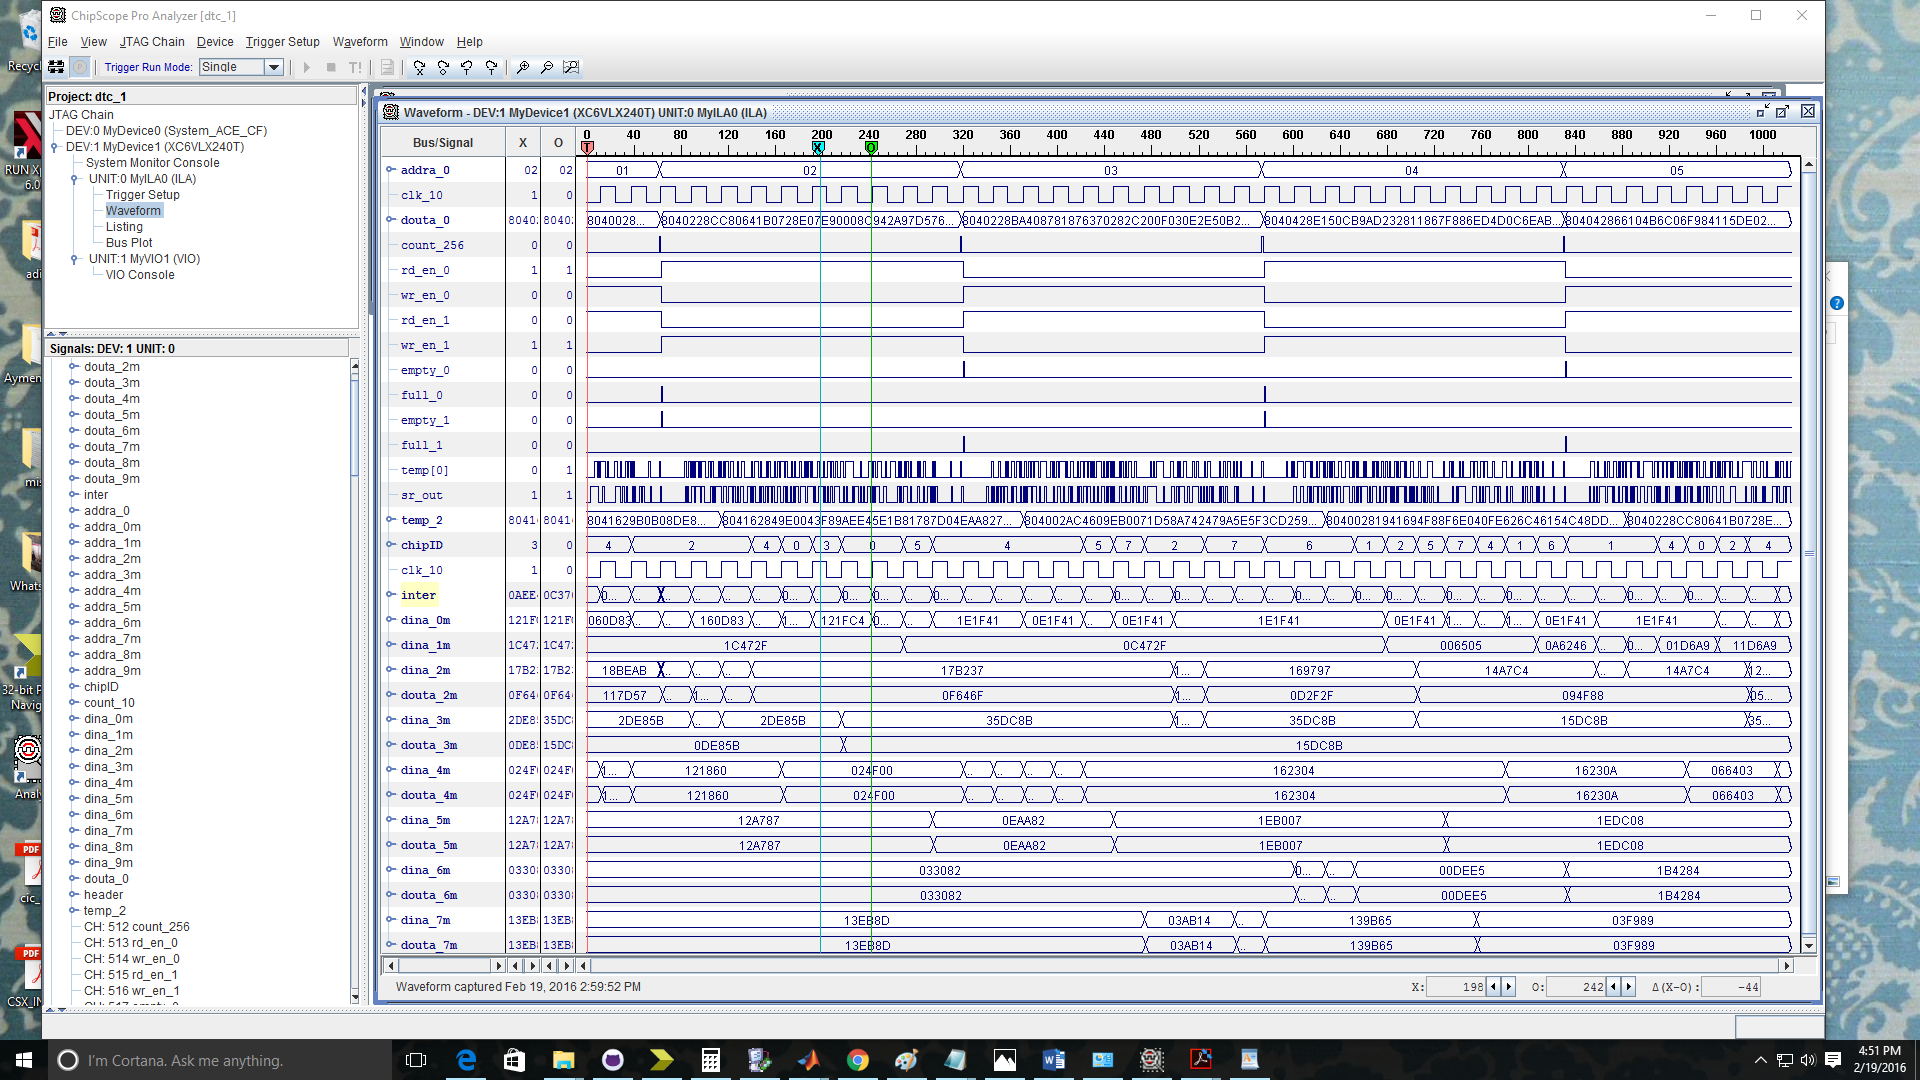 ChipScope Pro Analyzer [dtc_1]
File View JTAG Chain Device Trigger Setup Waveform Window Help
Trigger Run Mode: Single T!
Project: dtc_1
JTAG Chain
DEV:0 MyDevice0 (System_ACE_CF)
DEV:1 MyDevice1 (XC6VLX240T)
System Monitor Console
UNIT:0 MyILA0 (ILA)
Trigger Setup
Waveform
Listing
Bus Plot
UNIT:1 MyVIO1 (VIO)
VIO Console
Signals: DEV: 1 UNIT: 0
douta_2m
douta_3m
douta_4m
douta_5m
douta_6m
douta_7m
douta_8m
douta_9m
inter
addra_0
addra_0m
addra_1m
addra_2m
addra_3m
addra_4m
addra_5m
addra_6m
addra_7m
addra_8m
addra_9m
chipID
count_10
dina_0m
dina_1m
dina_2m
dina_3m
dina_4m
dina_5m
dina_6m
dina_7m
dina_8m
dina_9m
douta_0
header
temp_2
CH: 512 count_256
CH: 513 rd_en_0
CH: 514 wr_en_0
CH: 515 rd_en_1
CH: 516 wr_en_1
Waveform - DEV:1 MyDevice1 (XC6VLX240T) UNIT:0 MyILA0 (ILA)
Bus/Signal X O 0 40 80 120 160 200 240 280 320 360 400 440 480 520 560 600 640 680 720 760 800 840 880 920 960 1000
T X O
addra_0 02 02 01 02 03 04 05
clk_10 1 0
douta_0 8040 8040 8040028... 8040228CC80641B0728E07E90008C942A97D576... 8040228BA408781876370282C200F030E2E50B2... 8040428E150CB9AD232811867F886ED4D0C6EAB... 804042866104B6C06F984115DE02...
count_256 0 0
rd_en_0 1 1
wr_en_0 0 0
rd_en_1 0 0
wr_en_1 1 1
empty_0 0 0
full_0 0 0
empty_1 0 0
full_1 0 0
temp[0] 0 1
sr_out 1 1
temp_2 8041 8041 8041629B0B08DE8... 804162849E0043F89AEE45E1B81787D04EAA827... 804002AC4609EB0071D58A742479A5E5F3CD259... 80400281941694F88F6E040FE626C46154C48DD... 8040228CC80641B0728E...
chipID 3 0 4 2 4 0 3 0 5 4 5 7 2 7 6 1 2 5 7 4 1 6 1 4 0 2 4
clk_10 1 0
inter 0AEE 0C37
dina_0m 121F 121F 060D83 160D83 1... 121FC4 0... 1E1F41 0E1F41 0E1F41 1E1F41 0E1F41 1... 0E1F41 1E1F41
dina_1m 1C47 1C47 1C472F 0C472F 006505 0A6246 0... 01D6A9 11D6A9
dina_2m 17B2 17B2 18BEAB 17B237 1... 169797 14A7C4 14A7C4 12...
douta_2m 0F64 0F64 117D57 1... 0F646F 1... 0D2F2F 094F88 05...
dina_3m 2DE8 35DC 2DE85B 2DE85B 35DC8B 1... 35DC8B 15DC8B 35...
douta_3m 0DE8 15DC 0DE85B 15DC8B
dina_4m 024F 024F 1... 121860 024F00 162304 16230A 066403
douta_4m 024F 024F 1... 121860 024F00 162304 16230A 066403
dina_5m 12A7 12A7 12A787 0EAA82 1EB007 1EDC08
douta_5m 12A7 12A7 12A787 0EAA82 1EB007 1EDC08
dina_6m 0330 0330 033082 0... 00DEE5 1B4284
douta_6m 0330 0330 033082 00DEE5 1B4284
dina_7m 13EB 13EB 13EB8D 03AB14 139B65 03F989
douta_7m 13EB 13EB 13EB8D 03AB14 139B65 03F989
Waveform captured Feb 19, 2016 2:59:52 PM X: 198 O: 242 Δ(X-O): -44
I'm Cortana. Ask me anything.
4:51 PM
2/19/2016